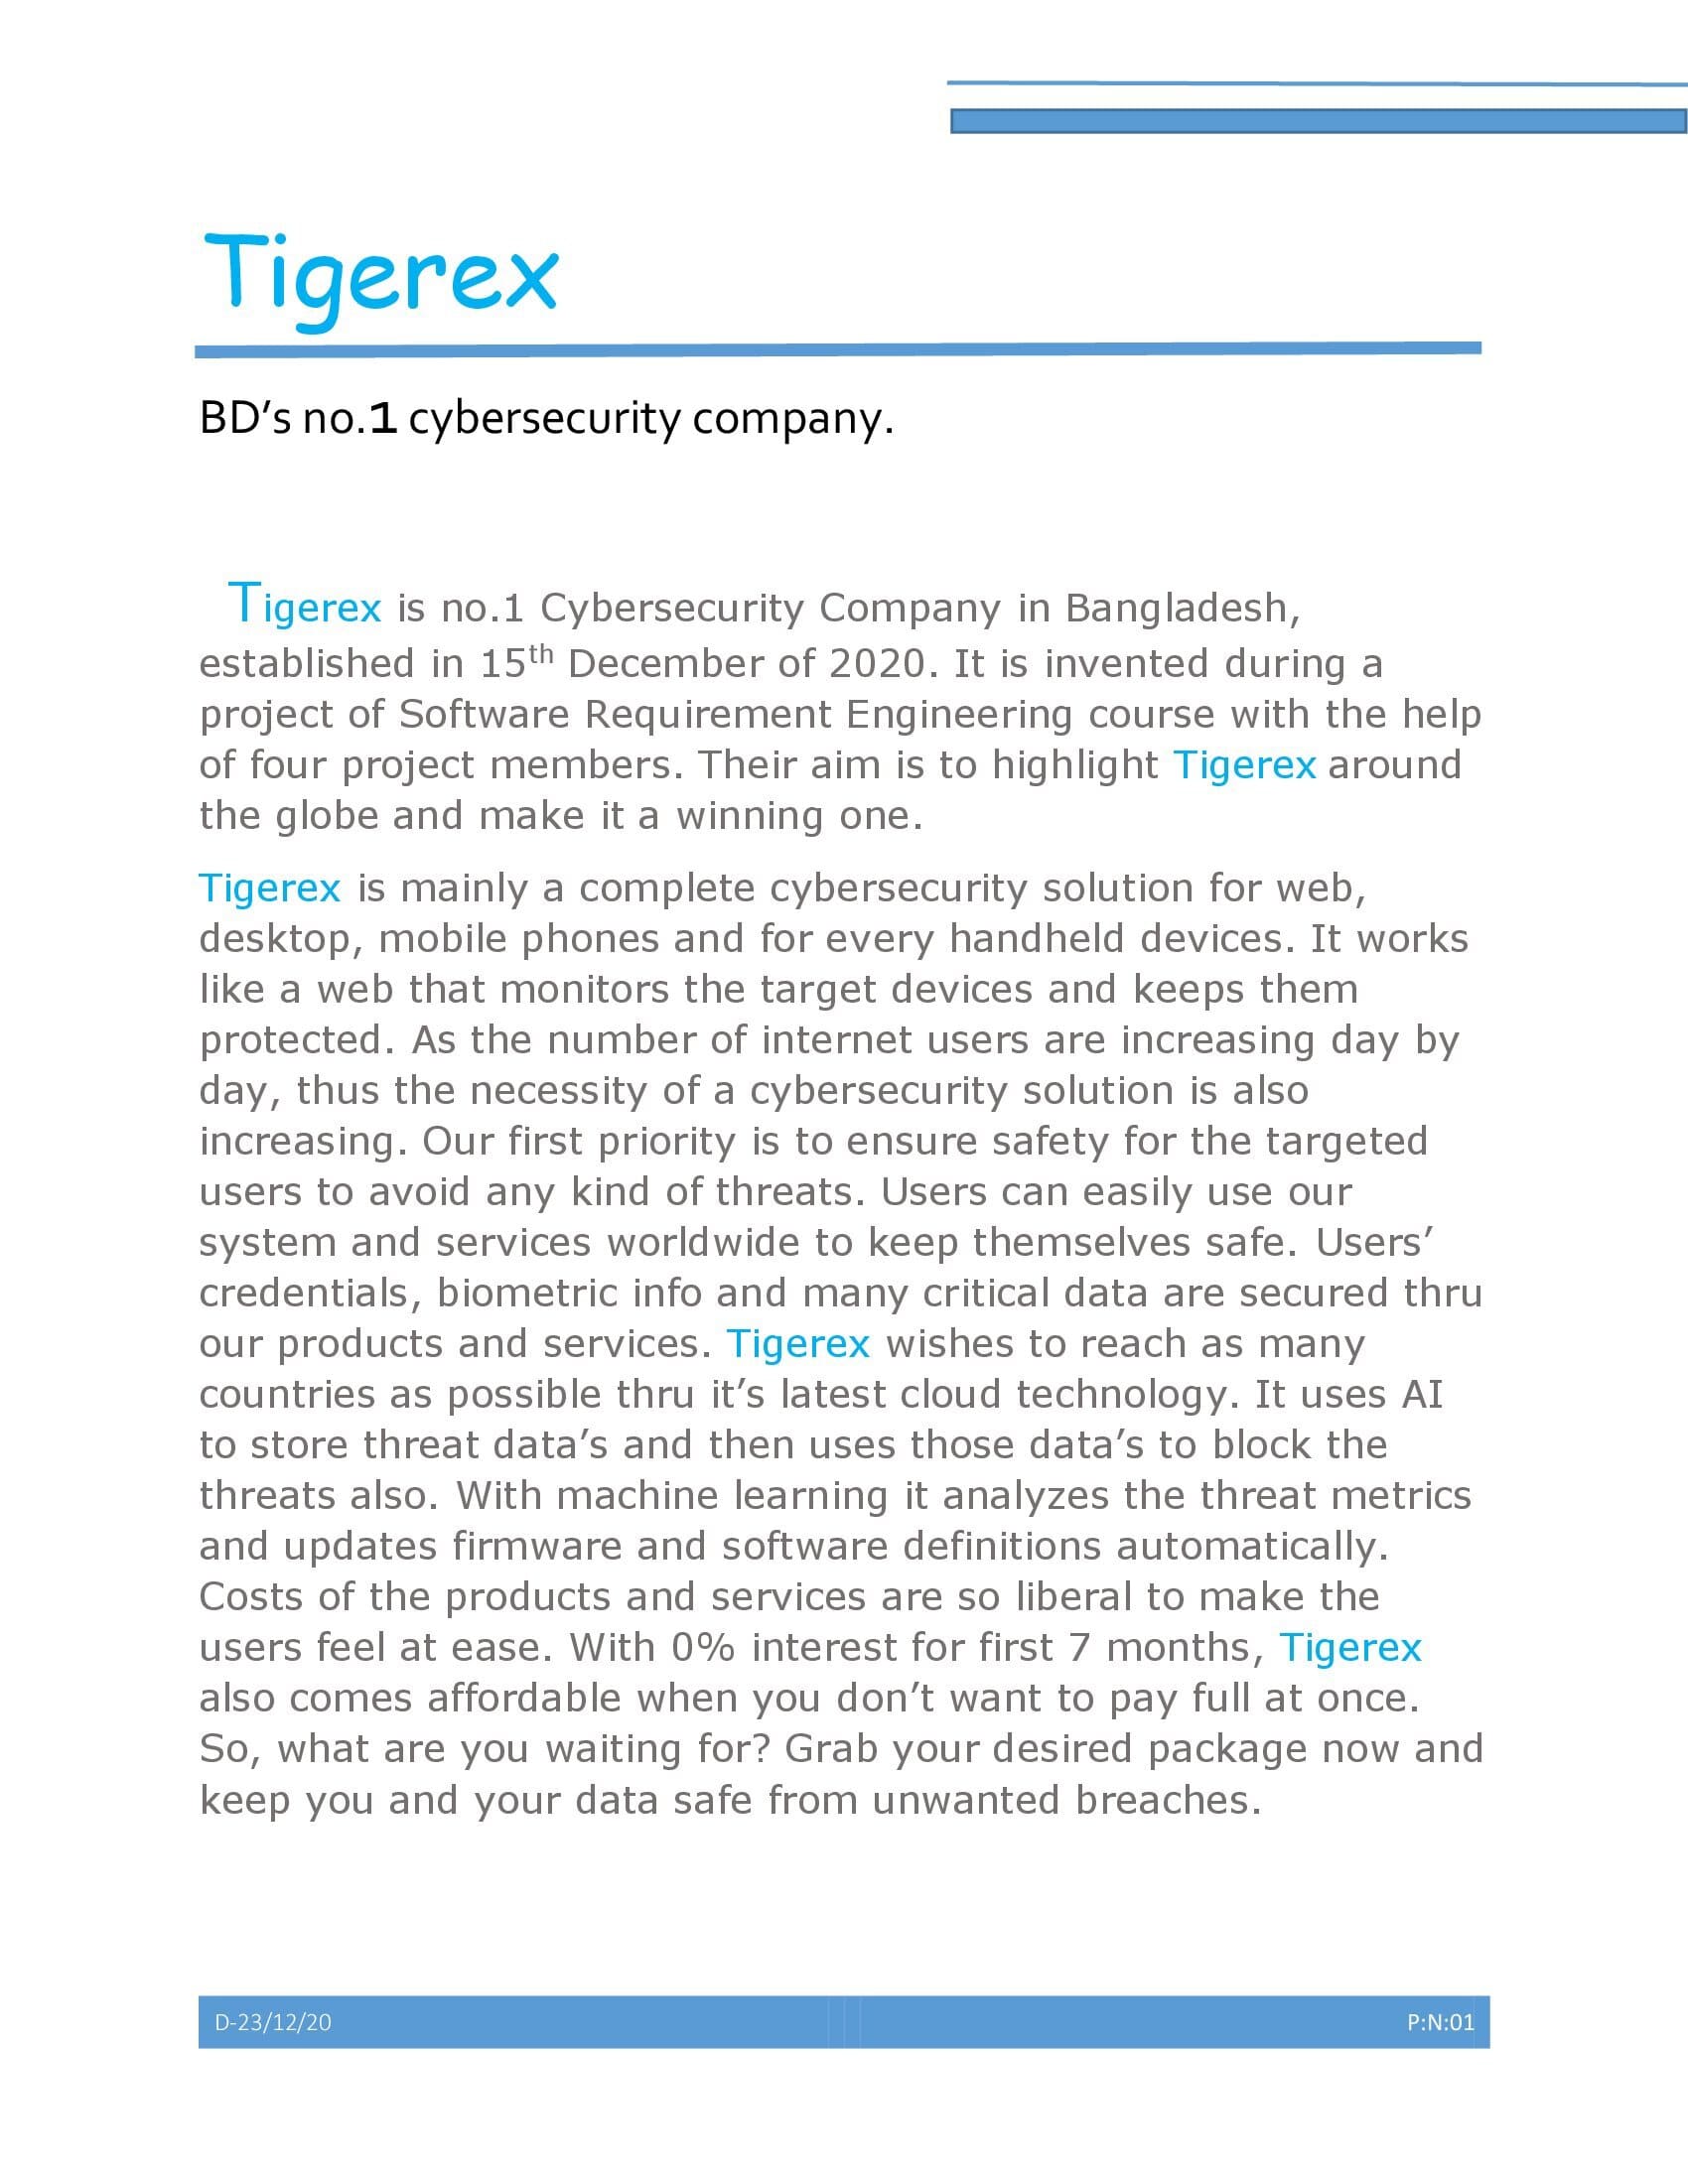 Tigerex
BD’s no.1 cybersecurity company.
Tigerex is no.1 Cybersecurity Company in Bangladesh,
established in 15th December of 2020. It is invented during a
project of Software Requirement Engineering course with the help
of four project members. Their aim is to highlight Tigerex around
the globe and make it a winning one.
Tigerex is mainly a complete cybersecurity solution for web,
desktop, mobile phones and for every handheld devices. It works
like a web that monitors the target devices and keeps them
protected. As the number of internet users are increasing day by
day, thus the necessity of a cybersecurity solution is also
increasing. Our first priority is to ensure safety for the targeted
users to avoid any kind of threats. Users can easily use our
system and services worldwide to keep themselves safe. Users’
credentials, biometric info and many critical data are secured thru
our products and services. Tigerex wishes to reach as many
countries as possible thru it’s latest cloud technology. It uses AI
to store threat data’s and then uses those data’s to block the
threats also. With machine learning it analyzes the threat metrics
and updates firmware and software definitions automatically.
Costs of the products and services are so liberal to make the
users feel at ease. With 0% interest for first 7 months, Tigerex
also comes affordable when you don’t want to pay full at once.
So, what are you waiting for? Grab your desired package now and
keep you and your data safe from unwanted breaches.
D-23/12/20 P:N:01